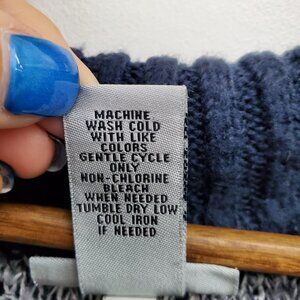 MACHINE
WASH COLD
WITH LIKE
COLORS
GENTLE CYCLE
ONLY
NON-CHLORINE
BLEACH
WHEN NEEDED
TUMBLE DRY LOW
COOL IRON
IF NEEDED